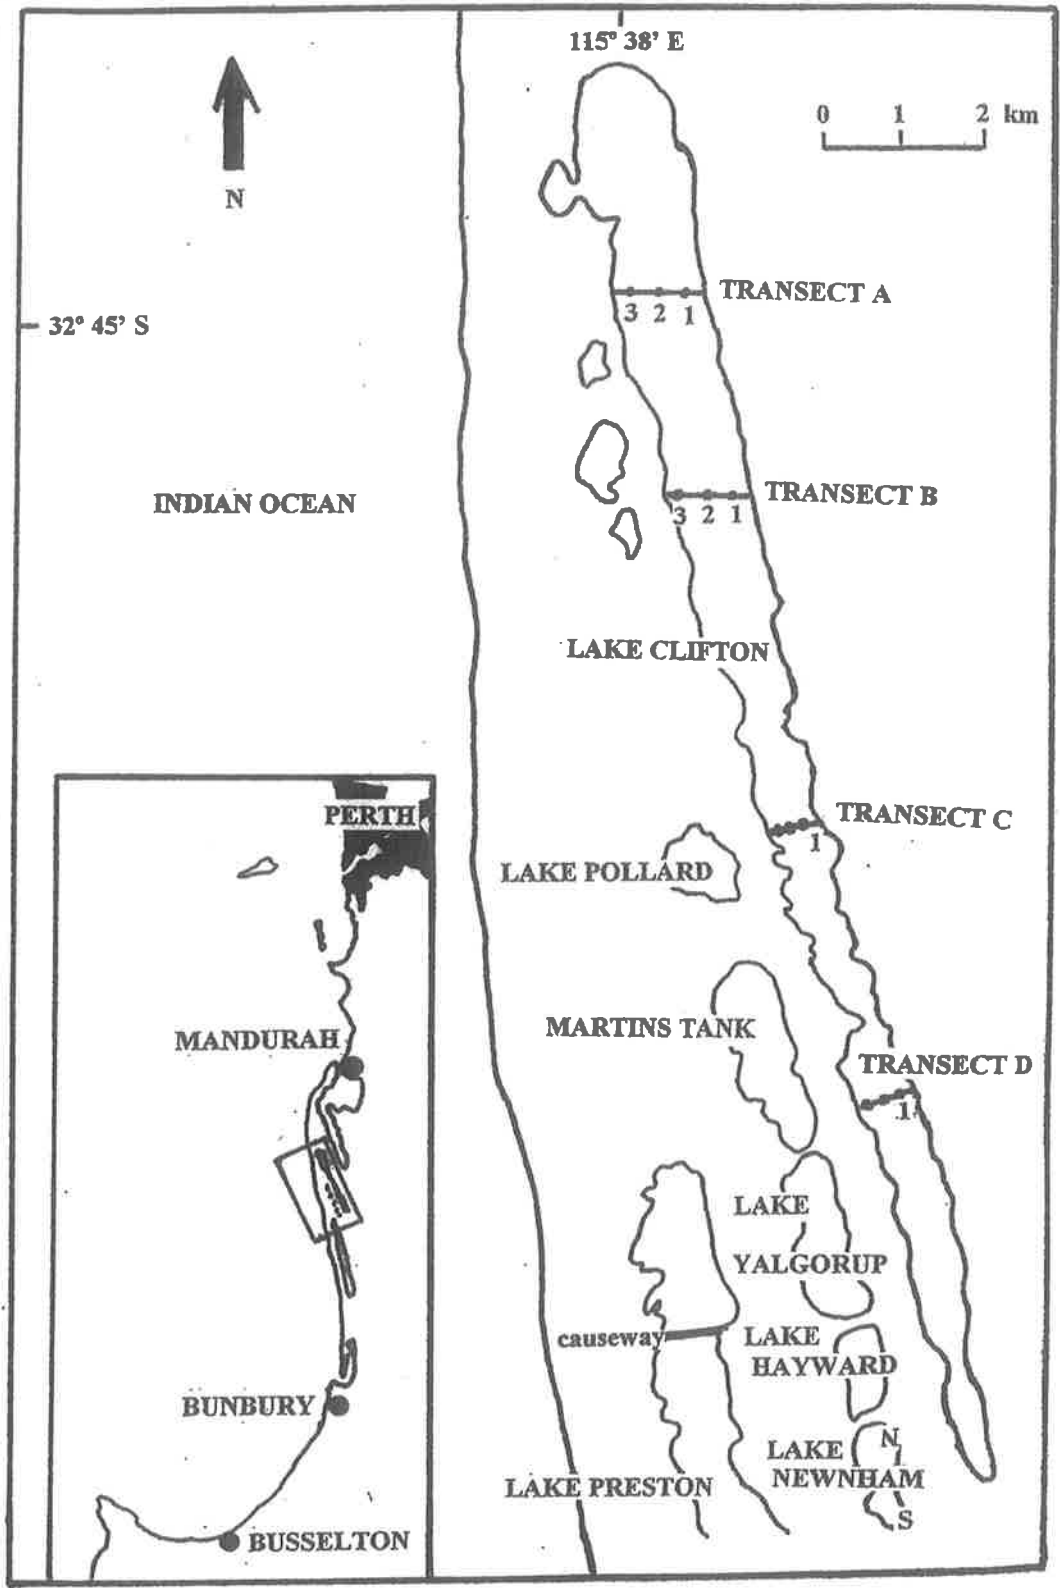 115° 38' E
0 1 2 km
N
TRANSECT A
3 2 1
32° 45' S
INDIAN OCEAN
TRANSECT B
3 2 1
LAKE CLIFTON
TRANSECT C
1
PERTH
LAKE POLLARD
MARTINS TANK
MANDURAH
TRANSECT D
1
LAKE
YALGORUP
causeway
LAKE
HAYWARD
BUNBURY
LAKE
NEWNHAM
N
S
LAKE PRESTON
BUSSELTON